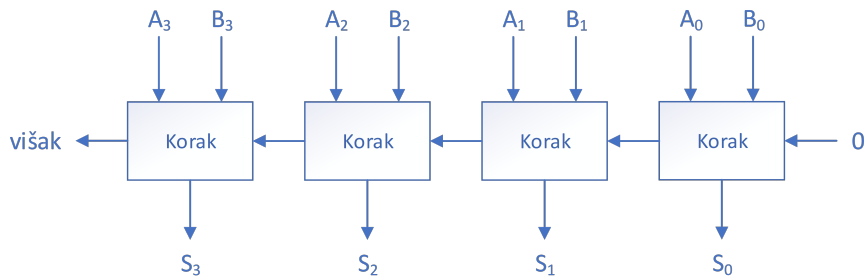 A₃ B₃ A₂ B₂ A₁ B₁ A₀ B₀
višak Korak Korak Korak Korak 0
S₃ S₂ S₁ S₀